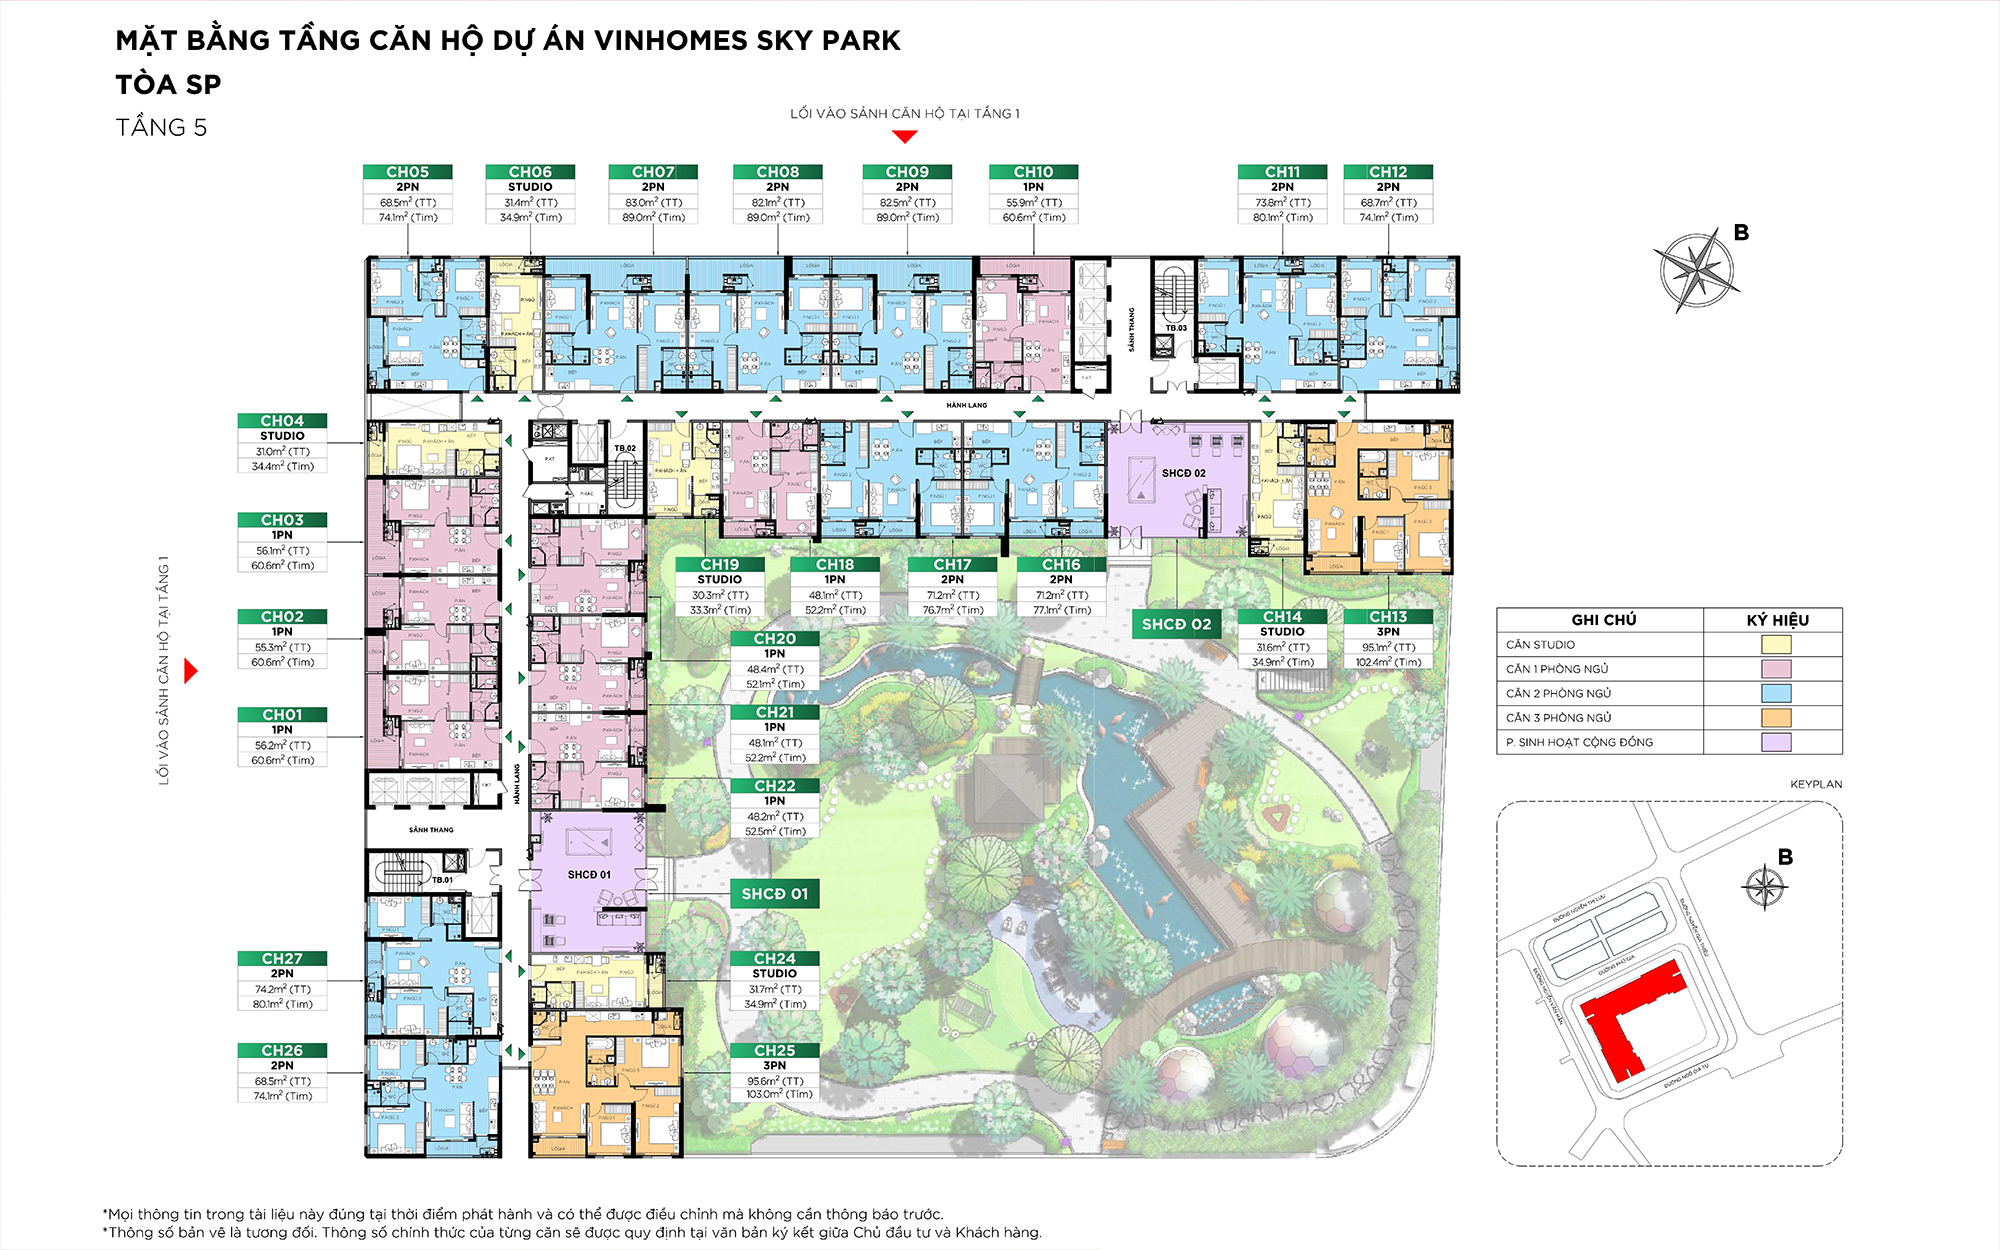 MẶT BẰNG TẦNG CĂN HỘ DỰ ÁN VINHOMES SKY PARK
TÒA SP
TẦNG 5
LỐI VÀO SẢNH CĂN HỘ TẠI TẦNG 1
CH05
2PN
68.5m² (TT)
74.1m² (Tim)
CH06
STUDIO
31.4m² (TT)
34.9m² (Tim)
CH07
2PN
83.0m² (TT)
89.0m² (Tim)
CH08
2PN
82.1m² (TT)
89.0m² (Tim)
CH09
2PN
82.5m² (TT)
89.0m² (Tim)
CH10
1PN
55.9m² (TT)
60.6m² (Tim)
CH11
2PN
73.8m² (TT)
80.1m² (Tim)
CH12
2PN
68.7m² (TT)
74.1m² (Tim)
B
SẢNH THANG
TB.03
HÀNH LANG
CH04
STUDIO
31.0m² (TT)
34.4m² (Tim)
TB.02
P.XT
P.RÁC
SHCĐ 02
CH03
1PN
56.1m² (TT)
60.6m² (Tim)
CH02
1PN
55.3m² (TT)
60.6m² (Tim)
CH01
1PN
56.2m² (TT)
60.6m² (Tim)
LỐI VÀO SẢNH CĂN HỘ TẠI TẦNG 1
CH19
STUDIO
30.3m² (TT)
33.3m² (Tim)
CH18
1PN
48.1m² (TT)
52.2m² (Tim)
CH17
2PN
71.2m² (TT)
76.7m² (Tim)
CH16
2PN
71.2m² (TT)
77.1m² (Tim)
SHCĐ 02
CH14
STUDIO
31.6m² (TT)
34.9m² (Tim)
CH13
3PN
95.1m² (TT)
102.4m² (Tim)
CH20
1PN
48.4m² (TT)
52.1m² (Tim)
CH21
1PN
48.1m² (TT)
52.2m² (Tim)
CH22
1PN
48.2m² (TT)
52.5m² (Tim)
HÀNH LANG
SẢNH THANG
TB.01
SHCĐ 01
SHCĐ 01
CH27
2PN
74.2m² (TT)
80.1m² (Tim)
CH24
STUDIO
31.7m² (TT)
34.9m² (Tim)
CH26
2PN
68.5m² (TT)
74.1m² (Tim)
CH25
3PN
95.6m² (TT)
103.0m² (Tim)
GHI CHÚ KÝ HIỆU
CĂN STUDIO
CĂN 1 PHÒNG NGỦ
CĂN 2 PHÒNG NGỦ
CĂN 3 PHÒNG NGỦ
P. SINH HOẠT CỘNG ĐỒNG
KEYPLAN
B
ĐƯỜNG PHÚ GIA
ĐƯỜNG NGÔ GIA TỰ
*Mọi thông tin trong tài liệu này đúng tại thời điểm phát hành và có thể được điều chỉnh mà không cần thông báo trước.
*Thông số bản vẽ là tương đối. Thông số chính thức của từng căn sẽ được quy định tại văn bản ký kết giữa Chủ đầu tư và Khách hàng.